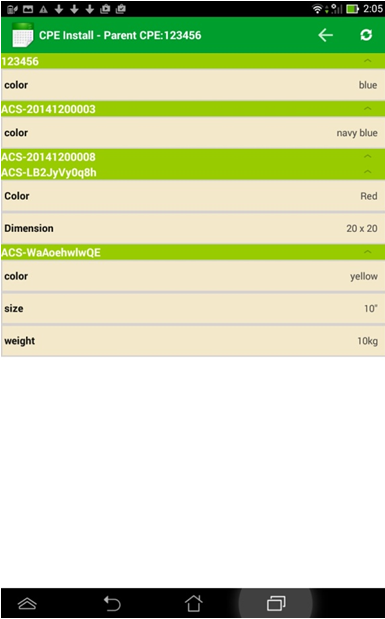 2:05
CPE Install - Parent CPE:123456
123456
color blue
ACS-20141200003
color navy blue
ACS-20141200008
ACS-LB2JyVy0q8h
Color Red
Dimension 20 x 20
ACS-WaAoehwlwQE
color yellow
size 10"
weight 10kg